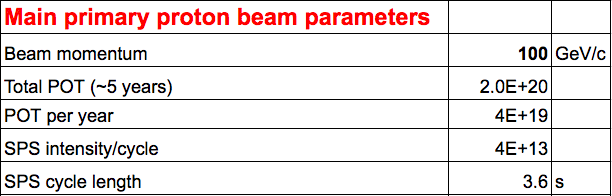 Main primary proton beam parameters
Beam momentum 100 GeV/c
Total POT (~5 years) 2.0E+20
POT per year 4E+19
SPS intensity/cycle 4E+13
SPS cycle length 3.6 s